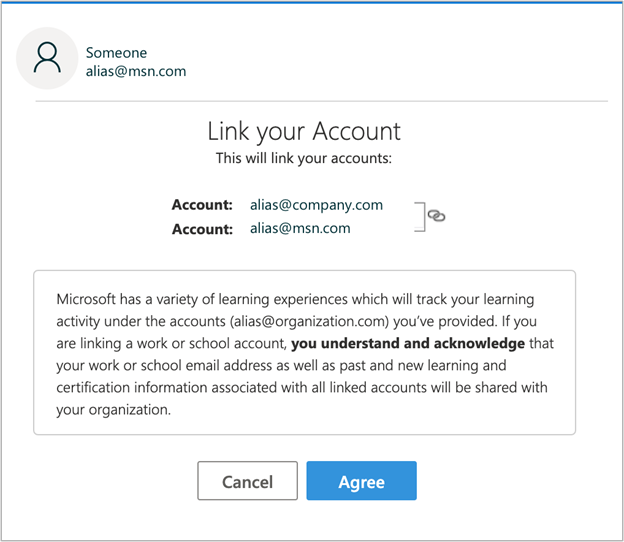 Someone
alias@msn.com
Link your Account
This will link your accounts:
Account: alias@company.com
Account: alias@msn.com
Microsoft has a variety of learning experiences which will track your learning
activity under the accounts (alias@organization.com) you’ve provided. If you
are linking a work or school account, you understand and acknowledge that
your work or school email address as well as past and new learning and
certification information associated with all linked accounts will be shared with
your organization.
Cancel Agree